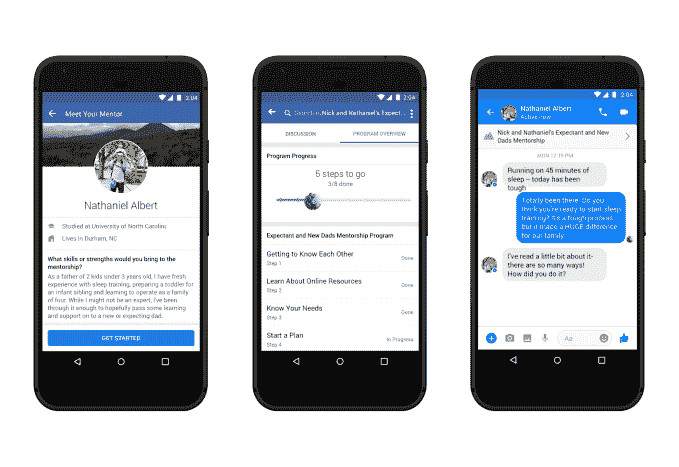 2:04
Meet Your Mentor
Nathaniel Albert
Studied at University of North Carolina
Lives in Durham, NC
What skills or strengths would you bring to the
mentorship?
As a father of 2 kids under 3 years old, I have fresh
experience with sleep training, preparing a toddler for
an infant sibling and learning to operate as a family
of four. While I might not be an expert, I've been
through it enough to hopefully pass some learning
and support on to a new or expecting dad.
GET STARTED
2:04
Nick and Nathaniel's Expect...
DISCUSSION
PROGRAM OVERVIEW
Program Progress
5 steps to go
3/8 done
Expectant and New Dads Mentorship Program
Getting to Know Each Other
Step 1
Done
Learn About Online Resources
Step 2
Done
Know Your Needs
Step 3
Done
Start a Plan
Step 4
In Progress
2:04
Nathaniel Albert
Active now
Nick and Nathaniel's Expectant and New
Dads Mentorship
MON 12:35 PM
Running on 45 minutes of
sleep – today has been
tough
Totally been there. Do you
think you're ready to start sleep
training? It's a tough process
but it made a HUGE difference
for our family.
I've read a little bit about it-
there are so many ways!
How did you do it?
Aa